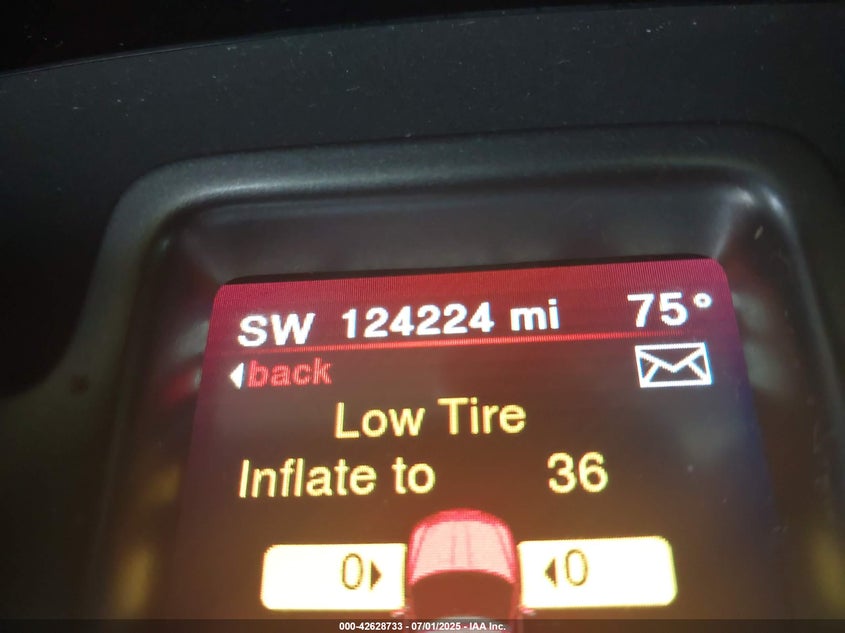 SW 124224 mi 75°
back
Low Tire
Inflate to 36
0 0
000-42628733 - 07/01/2025 - IAA Inc.